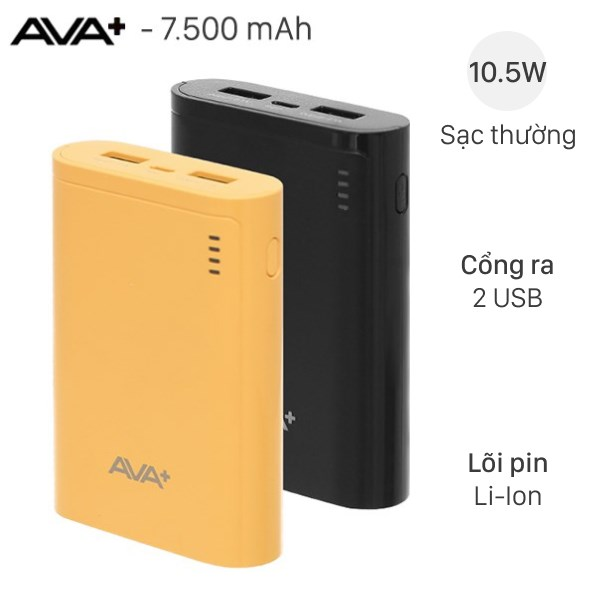 AVA+ - 7.500 mAh
10.5W
Sạc thường
Cổng ra
2 USB
Lõi pin
Li-Ion
AVA+